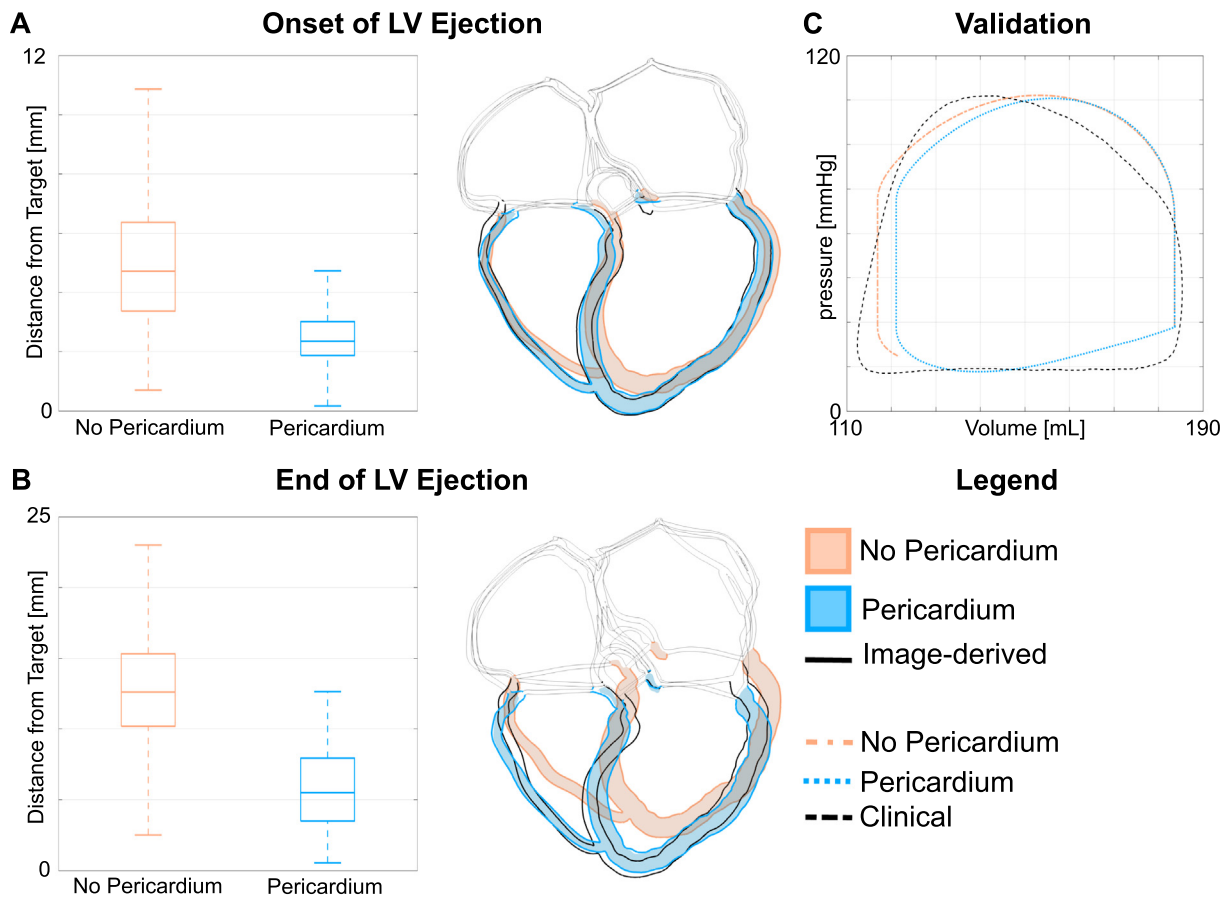 A
Onset of LV Ejection
12
Distance from Target [mm]
0
No Pericardium
Pericardium
C
Validation
120
pressure [mmHg]
0
110
Volume [mL]
190
B
End of LV Ejection
25
Distance from Target [mm]
0
No Pericardium
Pericardium
Legend
No Pericardium
Pericardium
Image-derived
No Pericardium
Pericardium
Clinical